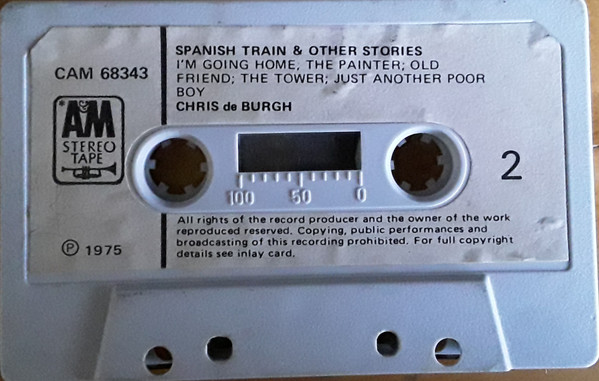 SPANISH TRAIN & OTHER STORIES
I'M GOING HOME, THE PAINTER; OLD
FRIEND; THE TOWER; JUST ANOTHER POOR
BOY
CHRIS de BURGH
CAM 68343
A&M
STEREO
TAPE
2
100 50 0
All rights of the record producer and the owner of the work
reproduced reserved. Copying, public performances and
broadcasting of this recording prohibited. For full copyright
details see inlay card.
Ⓟ 1975